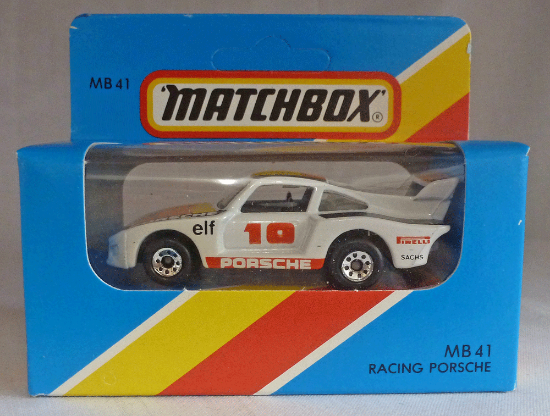 MB 41
'MATCHBOX'®
elf
10
PORSCHE
PIRELLI
SACHS
MB 41
RACING PORSCHE